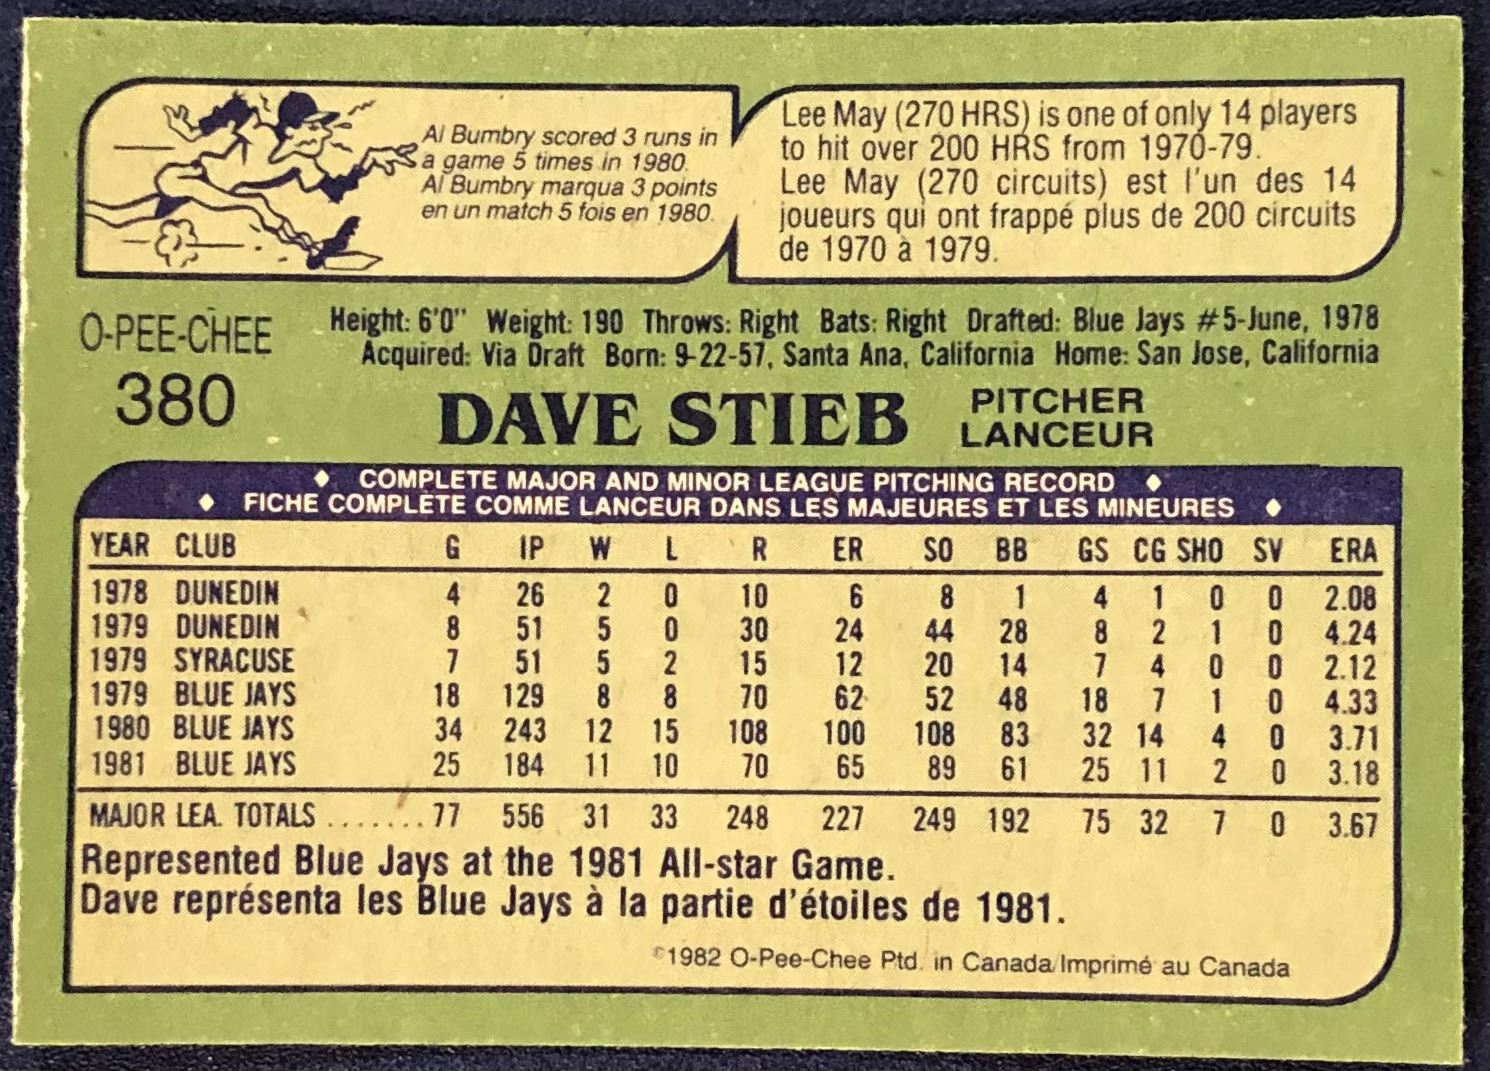 Al Bumbry scored 3 runs in
a game 5 times in 1980.
Al Bumbry marqua 3 points
en un match 5 fois en 1980.
Lee May (270 HRS) is one of only 14 players
to hit over 200 HRS from 1970-79.
Lee May (270 circuits) est l'un des 14
joueurs qui ont frappé plus de 200 circuits
de 1970 à 1979.
O-PEE-CHEE
380
Height: 6'0" Weight: 190 Throws: Right Bats: Right Drafted: Blue Jays #5-June, 1978
Acquired: Via Draft Born: 9-22-57, Santa Ana, California Home: San Jose, California
DAVE STIEB
PITCHER
LANCEUR
♦ COMPLETE MAJOR AND MINOR LEAGUE PITCHING RECORD ♦
♦ FICHE COMPLÈTE COMME LANCEUR DANS LES MAJEURES ET LES MINEURES ♦
YEAR CLUB G IP W L R ER SO BB GS CG SHO SV ERA
1978 DUNEDIN 4 26 2 0 10 6 8 1 4 1 0 0 2.08
1979 DUNEDIN 8 51 5 0 30 24 44 28 8 2 1 0 4.24
1979 SYRACUSE 7 51 5 2 15 12 20 14 7 4 0 0 2.12
1979 BLUE JAYS 18 129 8 8 70 62 52 48 18 7 1 0 4.33
1980 BLUE JAYS 34 243 12 15 108 100 108 83 32 14 4 0 3.71
1981 BLUE JAYS 25 184 11 10 70 65 89 61 25 11 2 0 3.18
MAJOR LEA. TOTALS ....... 77 556 31 33 248 227 249 192 75 32 7 0 3.67
Represented Blue Jays at the 1981 All-star Game.
Dave représenta les Blue Jays à la partie d'étoiles de 1981.
©1982 O-Pee-Chee Ptd. in Canada/Imprimé au Canada